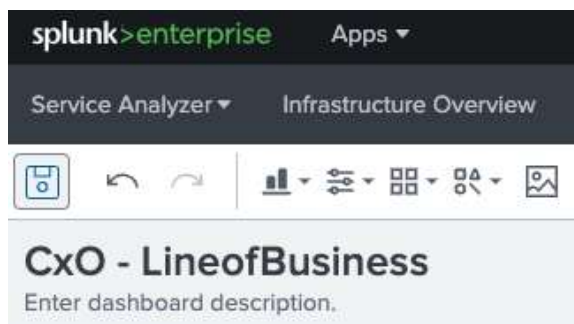 splunk>enterprise Apps
Service Analyzer Infrastructure Overview
CxO - LineofBusiness
Enter dashboard description.